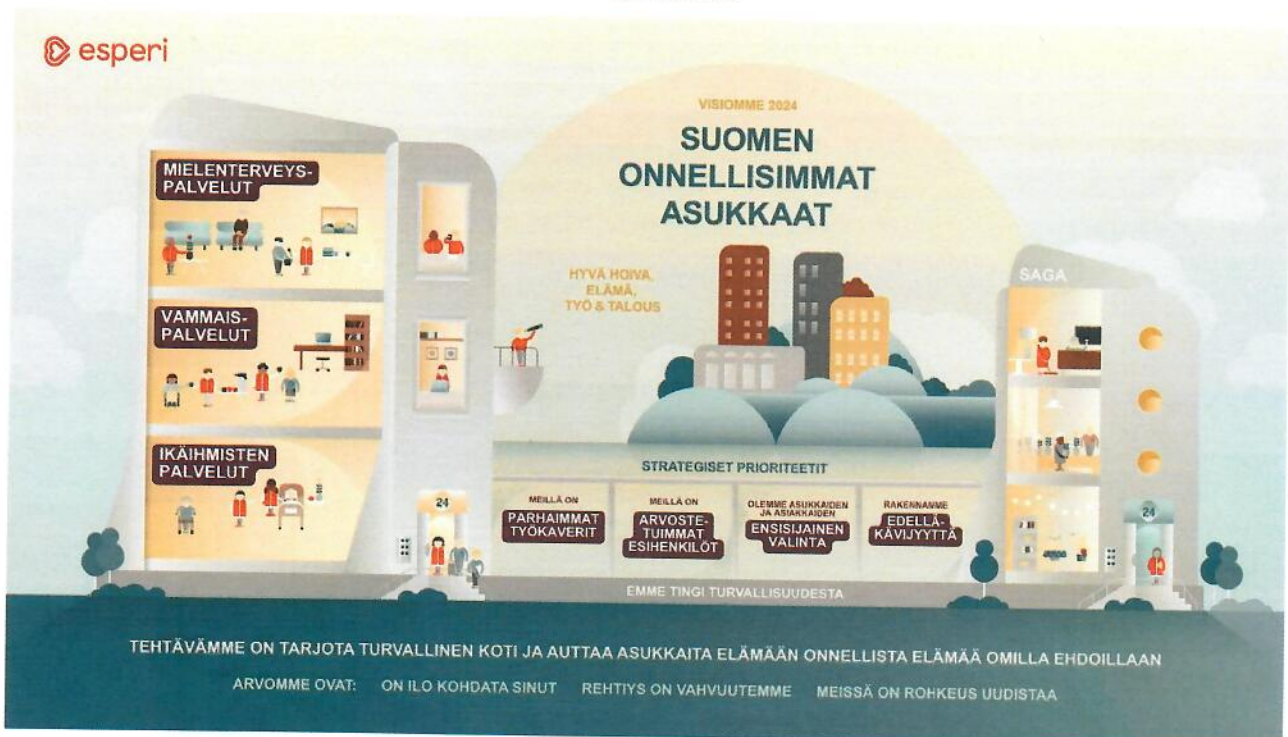 esperi
VISIOMME 2024
SUOMEN
ONNELLISIMMAT
ASUKKAAT
HYVÄ HOIVA,
ELÄMÄ,
TYÖ & TALOUS
MIELENTERVEYS-
PALVELUT
VAMMAIS-
PALVELUT
IKÄIHMISTEN
PALVELUT
24
SAGA
24
STRATEGISET PRIORITEETIT
MEILLÄ ON
PARHAIMMAT
TYÖKAVERIT
MEILLÄ ON
ARVOSTE-
TUIMMAT
ESIHENKILÖT
OLEMME ASUKKAIDEN
JA ASIAKKAIDEN
ENSISIJAINEN
VALINTA
RAKENNAMME
EDELLÄ-
KÄVIJYYTTÄ
EMME TINGI TURVALLISUUDESTA
TEHTÄVÄMME ON TARJOTA TURVALLINEN KOTI JA AUTTAA ASUKKAITA ELÄMÄÄN ONNELLISTA ELÄMÄÄ OMILLA EHDOILLAAN
ARVOMME OVAT: ON ILO KOHDATA SINUT REHTIYS ON VAHVUUTEMME MEISSÄ ON ROHKEUS UUDISTAA